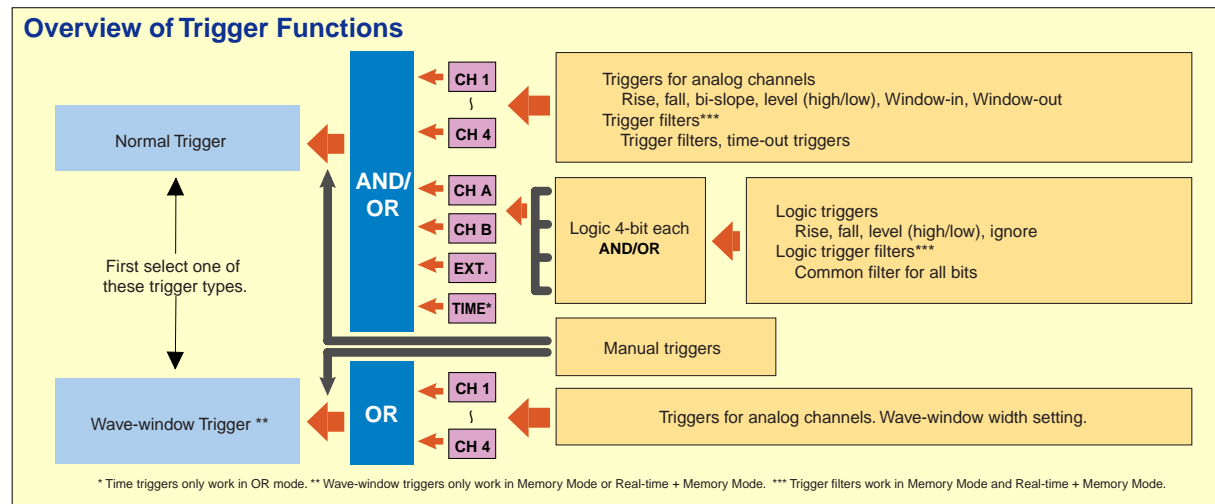 Overview of Trigger Functions
Normal Trigger
First select one of
these trigger types.
Wave-window Trigger **
AND/
OR
CH 1
~
CH 4
CH A
CH B
EXT.
TIME*
Triggers for analog channels
Rise, fall, bi-slope, level (high/low), Window-in, Window-out
Trigger filters***
Trigger filters, time-out triggers
Logic 4-bit each
AND/OR
Logic triggers
Rise, fall, level (high/low), ignore
Logic trigger filters***
Common filter for all bits
Manual triggers
OR
CH 1
~
CH 4
Triggers for analog channels. Wave-window width setting.
* Time triggers only work in OR mode. ** Wave-window triggers only work in Memory Mode or Real-time + Memory Mode. *** Trigger filters work in Memory Mode and Real-time + Memory Mode.